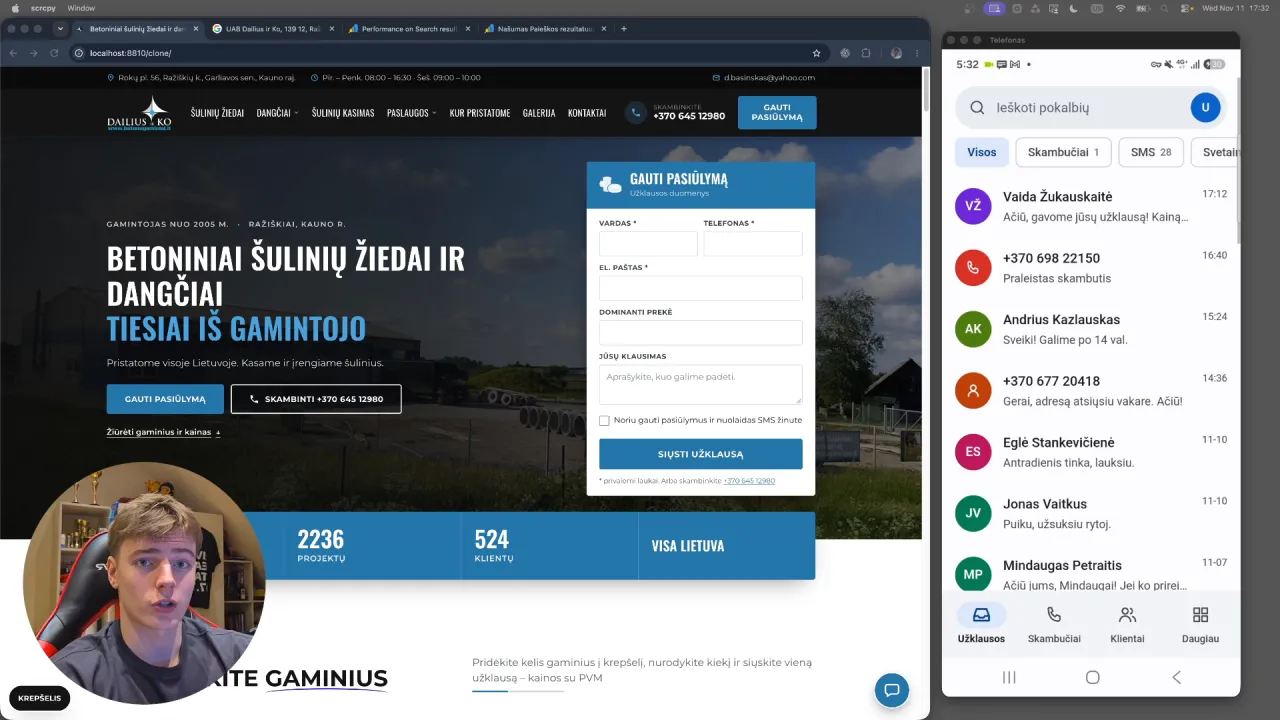 scrcpy Window
Wed Nov 11 17:32
Betoniniai šulinių žiedai ir dan
UAB Dailius ir Ko, 139 12, Raž
Performance on Search result
Našumas Paieškos rezultatuo
localhost:8810/clone/
Telefonas
Rokų pl. 56, Ražiškių k., Garliavos sen., Kauno raj.
Pir. – Penk. 08:00 – 16:30 · Šeš. 09:00 – 10:00
d.basinskas@yahoo.com
DAILIUS ir KO
ŠULINIŲ ŽIEDAI
DANGČIAI
ŠULINIŲ KASIMAS
PASLAUGOS
KUR PRISTATOME
GALERIJA
KONTAKTAI
SKAMBINKITE
+370 645 12980
GAUTI
PASIŪLYMĄ
GAMINTOJAS NUO 2005 M. · RAŽIŠKIAI, KAUNO R.
BETONINIAI ŠULINIŲ ŽIEDAI IR
DANGČIAI
TIESIAI IŠ GAMINTOJO
Pristatome visoje Lietuvoje. Kasame ir įrengiame šulinius.
GAUTI PASIŪLYMĄ
SKAMBINTI +370 645 12980
Žiūrėti gaminius ir kainas ↓
GAUTI PASIŪLYMĄ
Užklausos duomenys
VARDAS *
TELEFONAS *
EL. PAŠTAS *
DOMINANTI PREKĖ
JŪSŲ KLAUSIMAS
Aprašykite, kuo galime padėti.
Noriu gauti pasiūlymus ir nuolaidas SMS žinute
SIŲSTI UŽKLAUSĄ
* privalomi laukai. Arba skambinkite +370 645 12980
2236
PROJEKTŲ
524
KLIENTŲ
VISA LIETUVA
KITE GAMINIUS
Pridėkite kelis gaminius į krepšelį, nurodykite kiekį ir siųskite vieną
užklausą – kainos su PVM
KREPŠELIS
5:32
4G+
30
Ieškoti pokalbių
U
Visos
Skambučiai 1
SMS 28
Svetain
VŽ
Vaida Žukauskaitė
17:12
Ačiū, gavome jūsų užklausą! Kainą…
+370 698 22150
16:40
Praleistas skambutis
AK
Andrius Kazlauskas
15:24
Sveiki! Galime po 14 val.
+370 677 20418
14:36
Gerai, adresą atsiųsiu vakare. Ačiū!
ES
Eglė Stankevičienė
11-10
Antradienis tinka, lauksiu.
JV
Jonas Vaitkus
11-10
Puiku, užsuksiu rytoj.
MP
Mindaugas Petraitis
11-07
Ačiū jums, Mindaugai! Jei ko prirei…
Užklausos
Skambučiai
Klientai
Daugiau